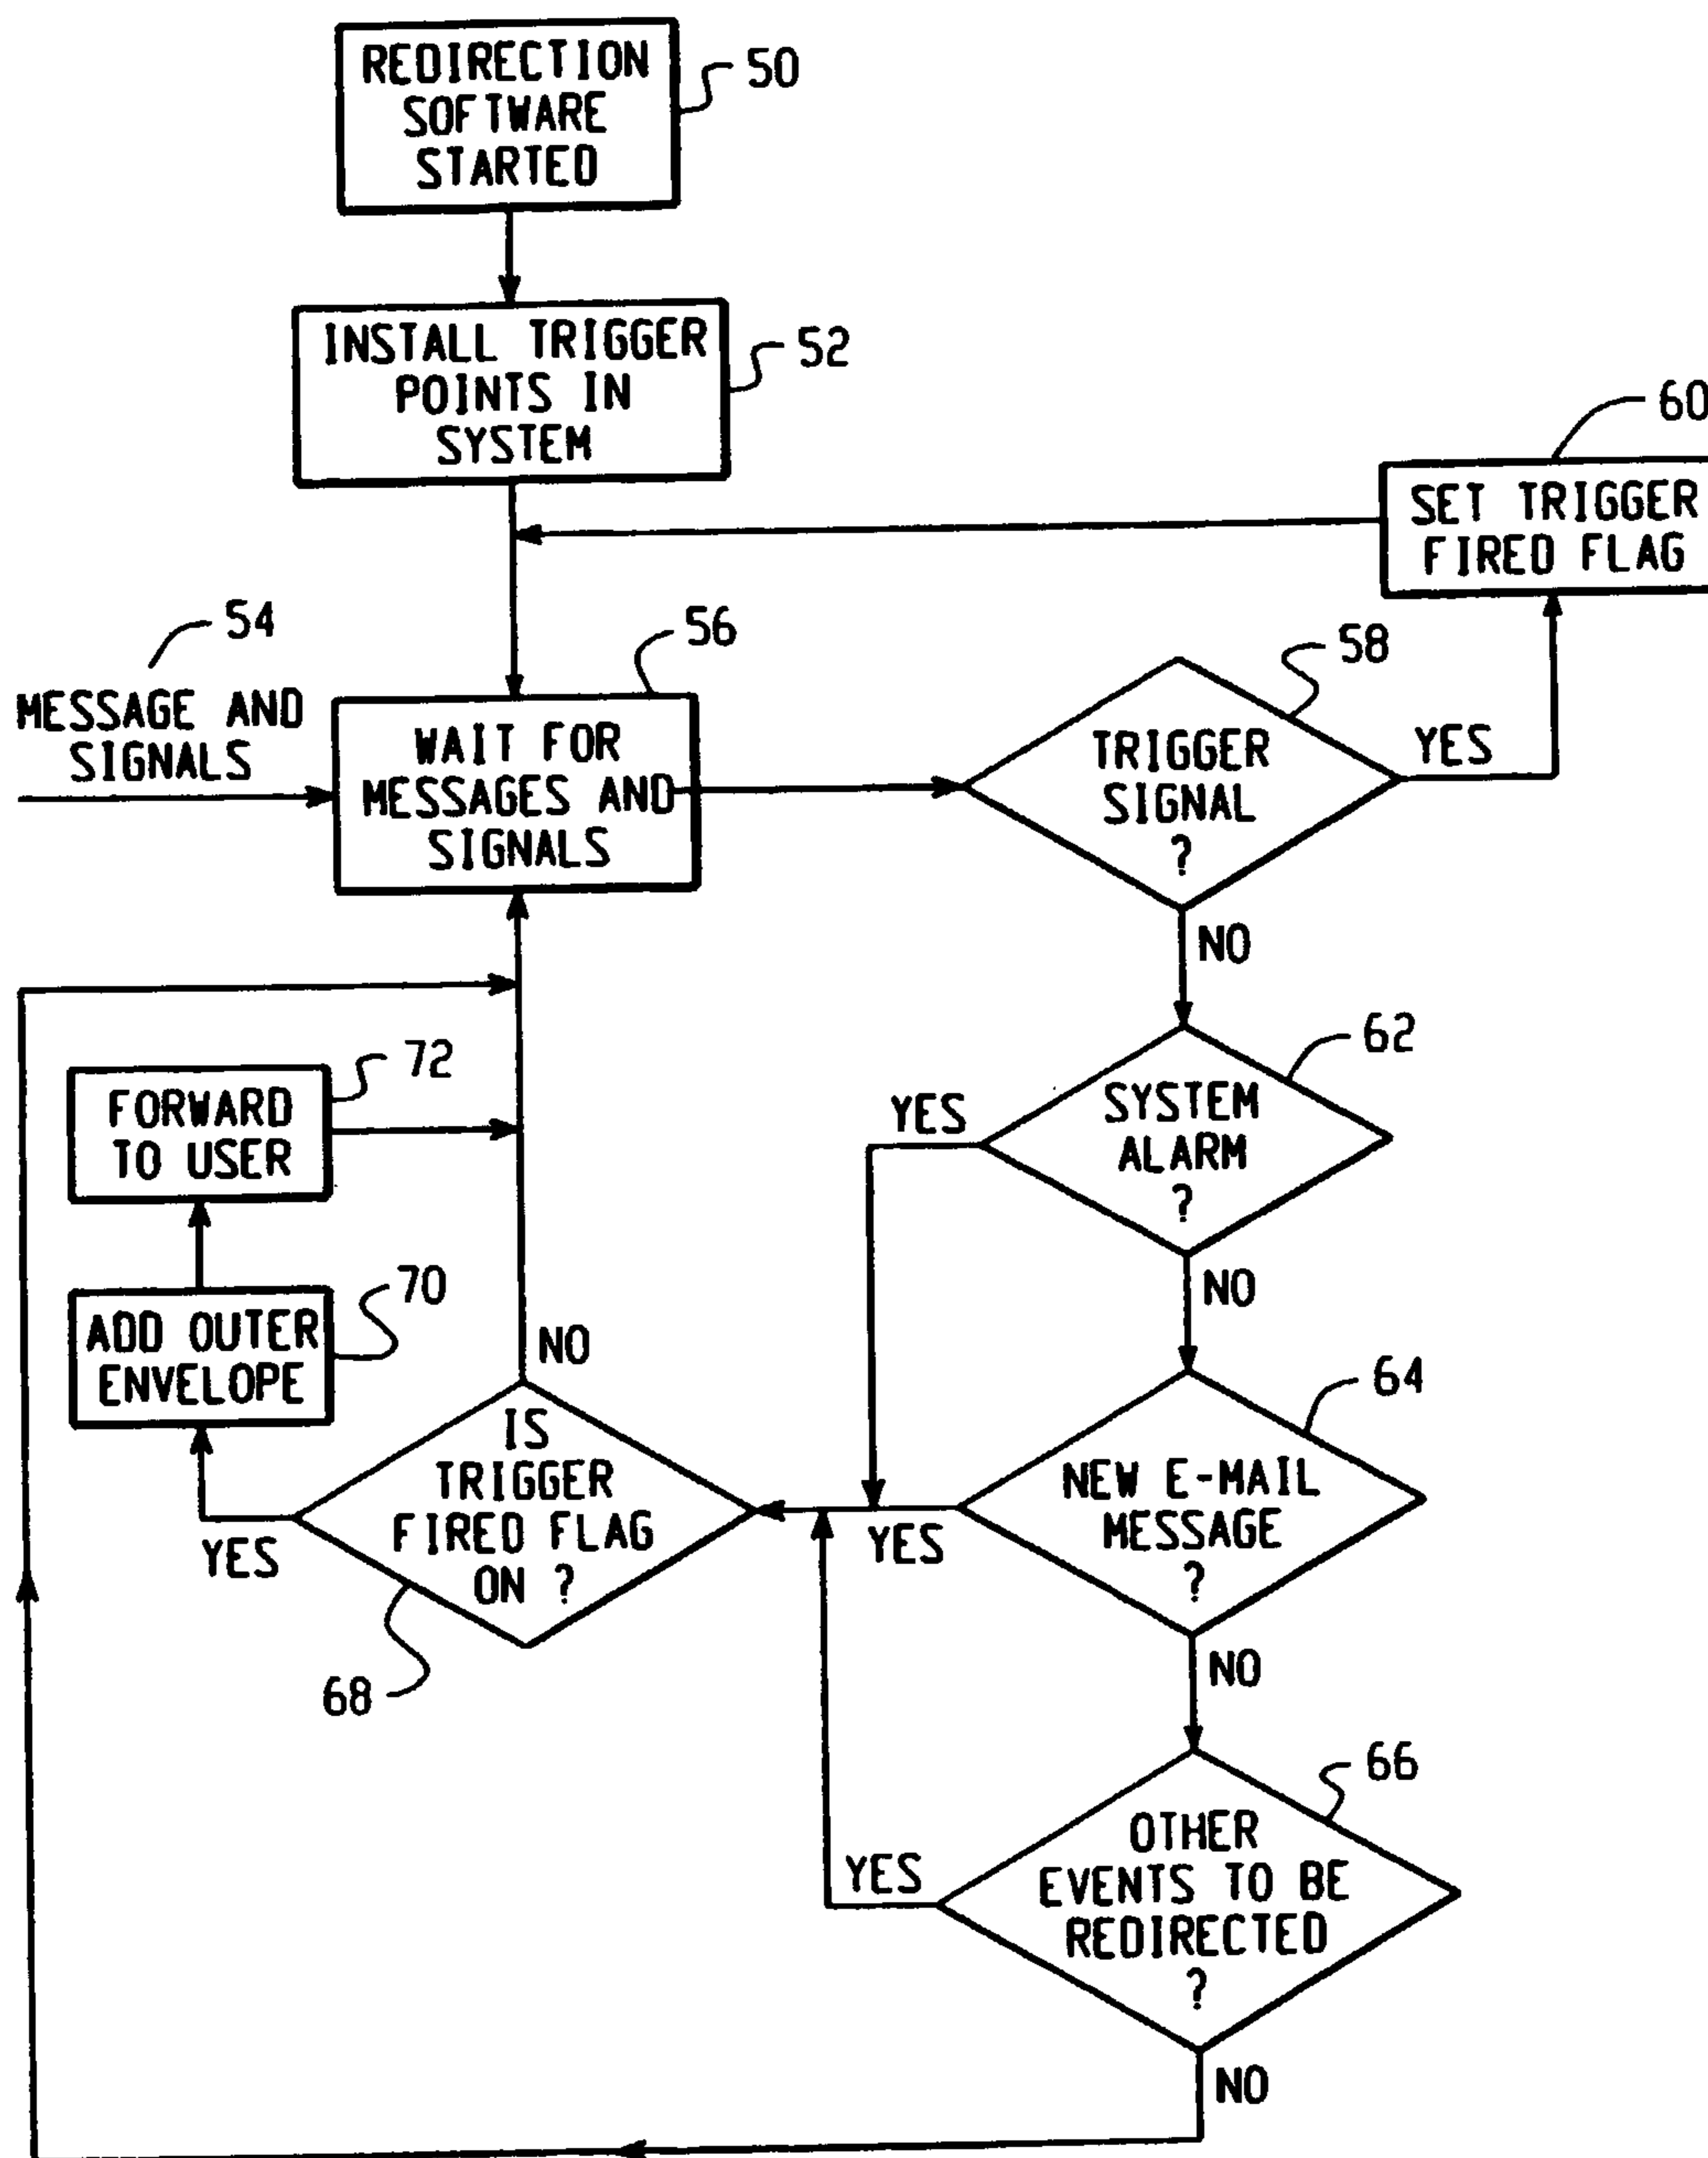 REDIRECTION
SOFTWARE
STARTED
50
INSTALL TRIGGER
POINTS IN
SYSTEM
52
60
SET TRIGGER
FIRED FLAG
54
MESSAGE AND
SIGNALS
56
WAIT FOR
MESSAGES AND
SIGNALS
58
TRIGGER
SIGNAL
?
YES
NO
62
SYSTEM
ALARM
?
YES
NO
72
FORWARD
TO USER
70
ADD OUTER
ENVELOPE
NO
IS
TRIGGER
FIRED FLAG
ON ?
YES
68
64
NEW E-MAIL
MESSAGE
?
YES
NO
66
OTHER
EVENTS TO BE
REDIRECTED
?
YES
NO